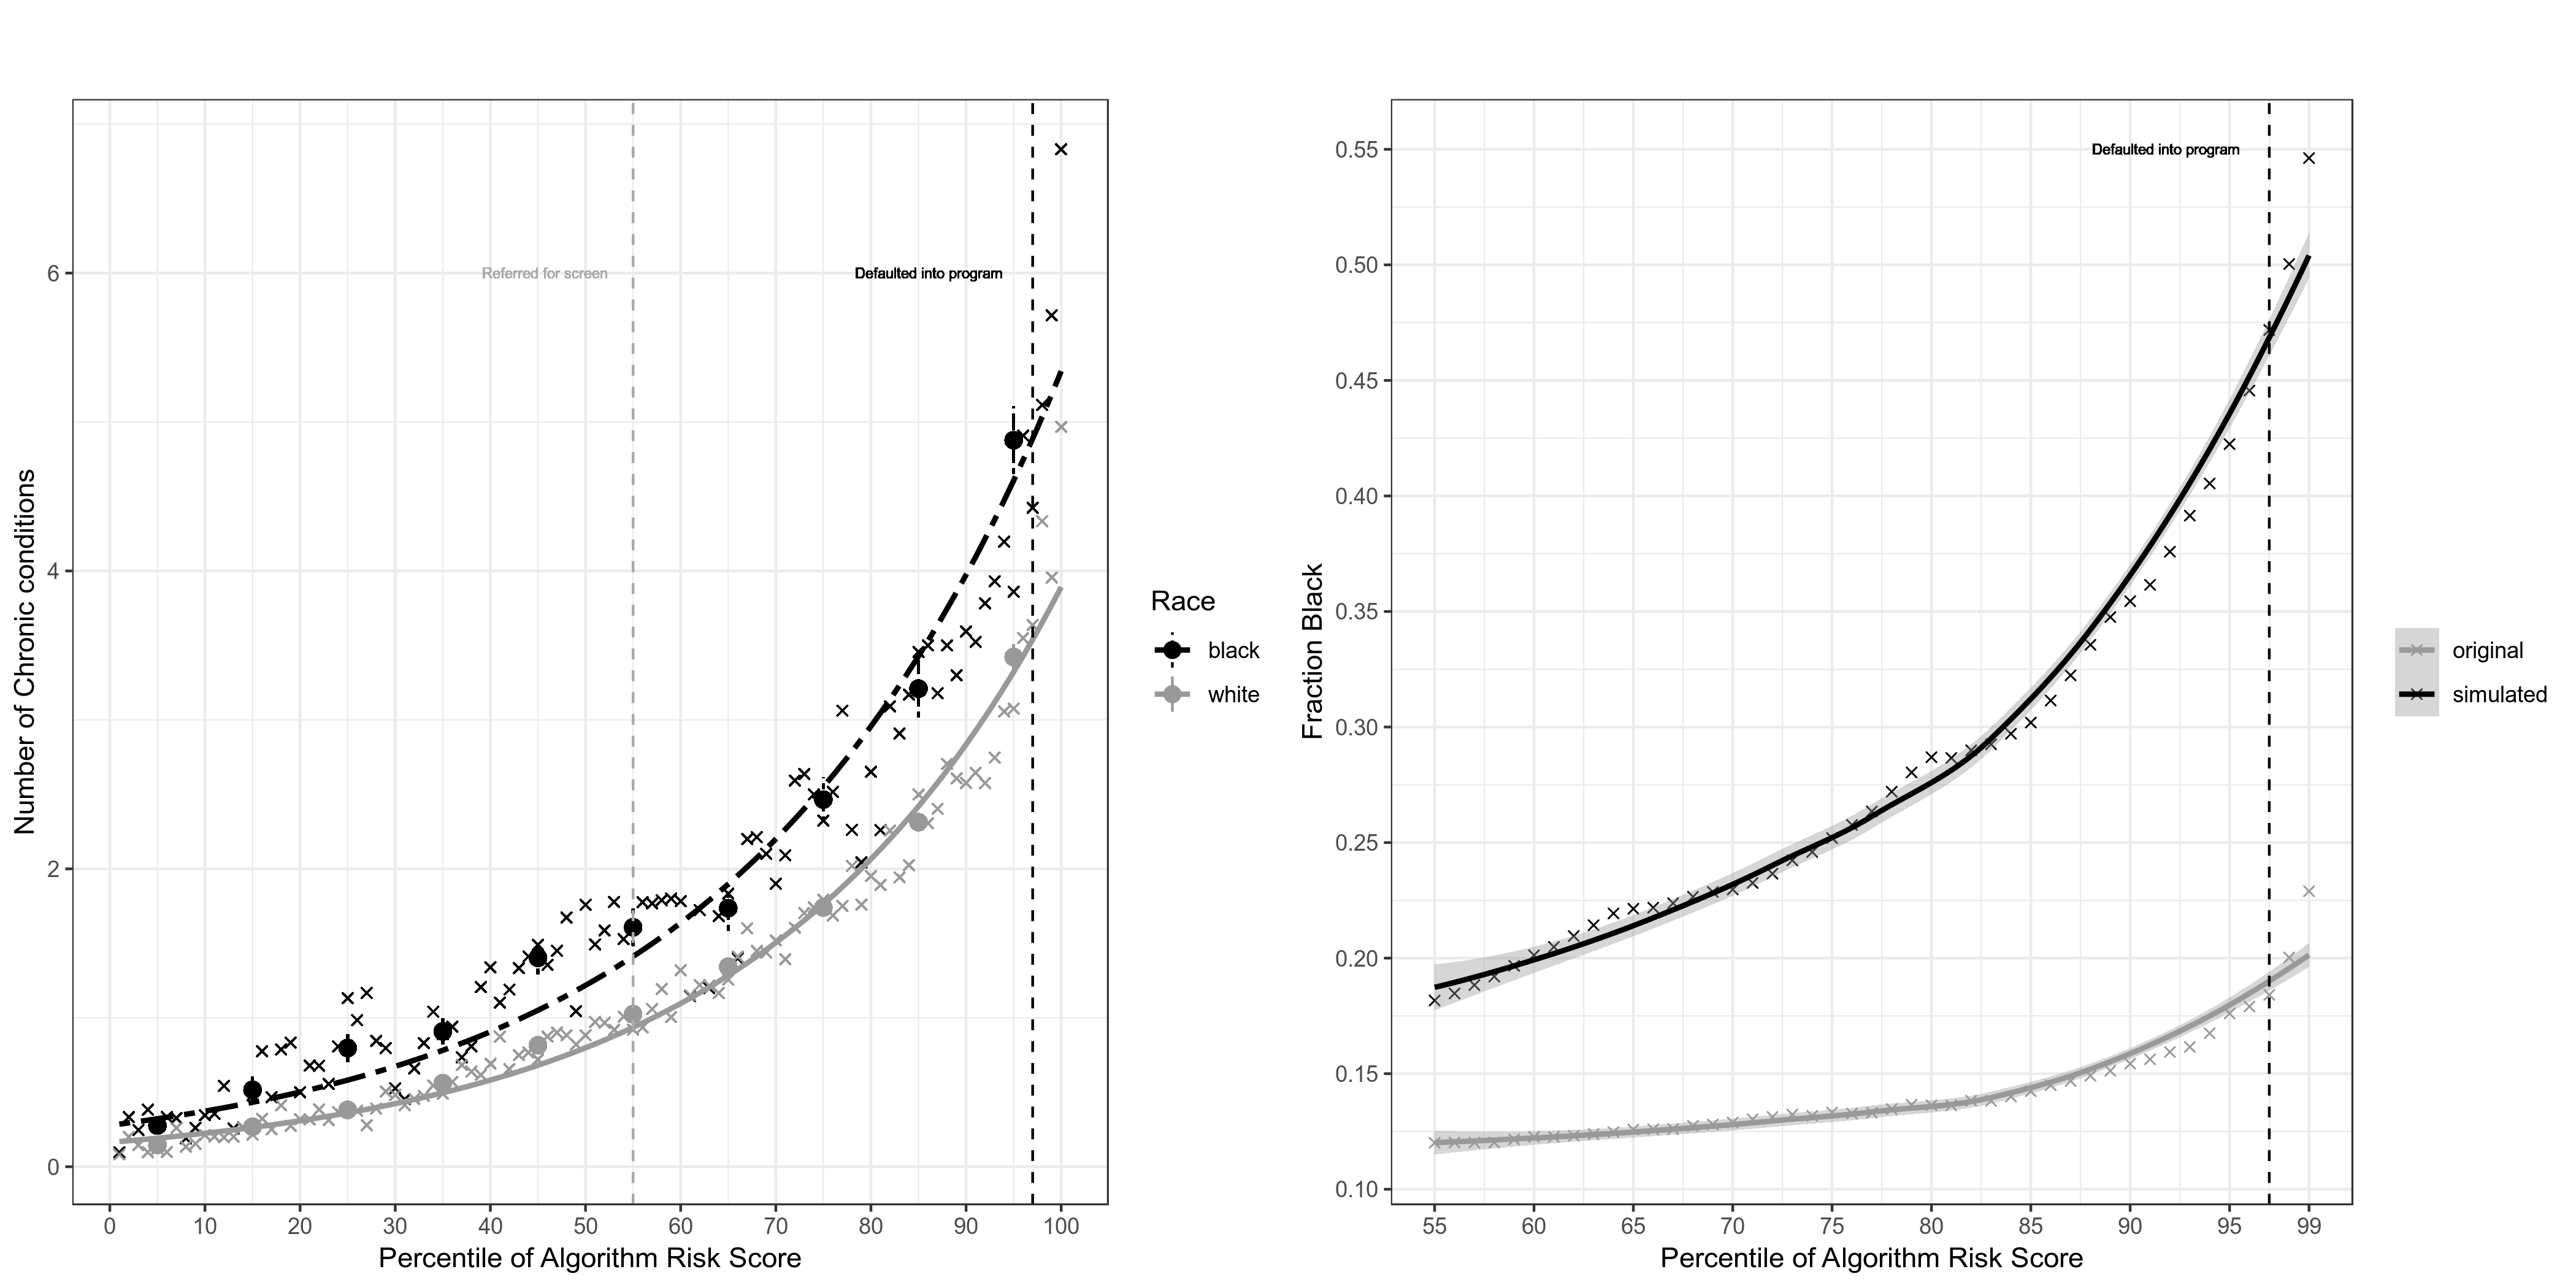 Number of Chronic conditions
6
4
2
0
Referred for screen
Defaulted into program
0 10 20 30 40 50 60 70 80 90 100
Percentile of Algorithm Risk Score
Race
black
white
Fraction Black
0.55
0.50
0.45
0.40
0.35
0.30
0.25
0.20
0.15
0.10
Defaulted into program
55 60 65 70 75 80 85 90 95 99
Percentile of Algorithm Risk Score
original
simulated